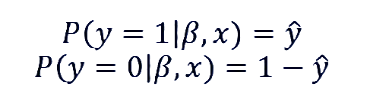 P(y = 1|β, x) = ŷ
P(y = 0|β, x) = 1 − ŷ